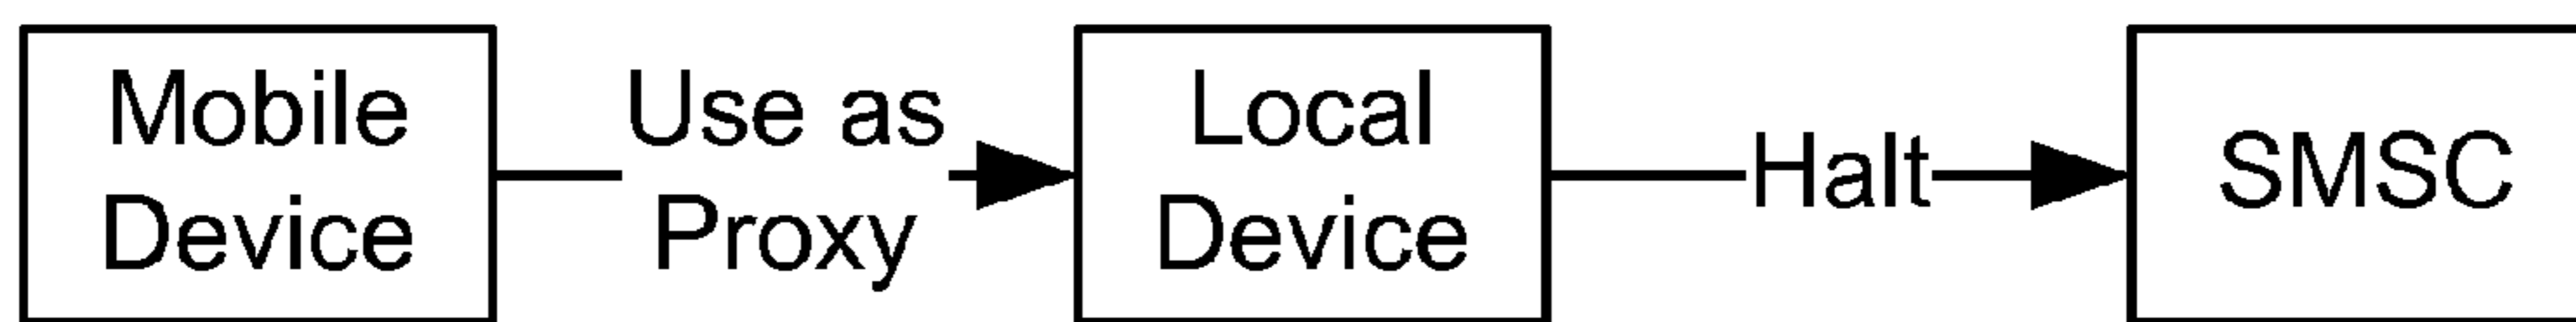 Mobile
Device
Use as
Proxy
Local
Device
Halt
SMSC